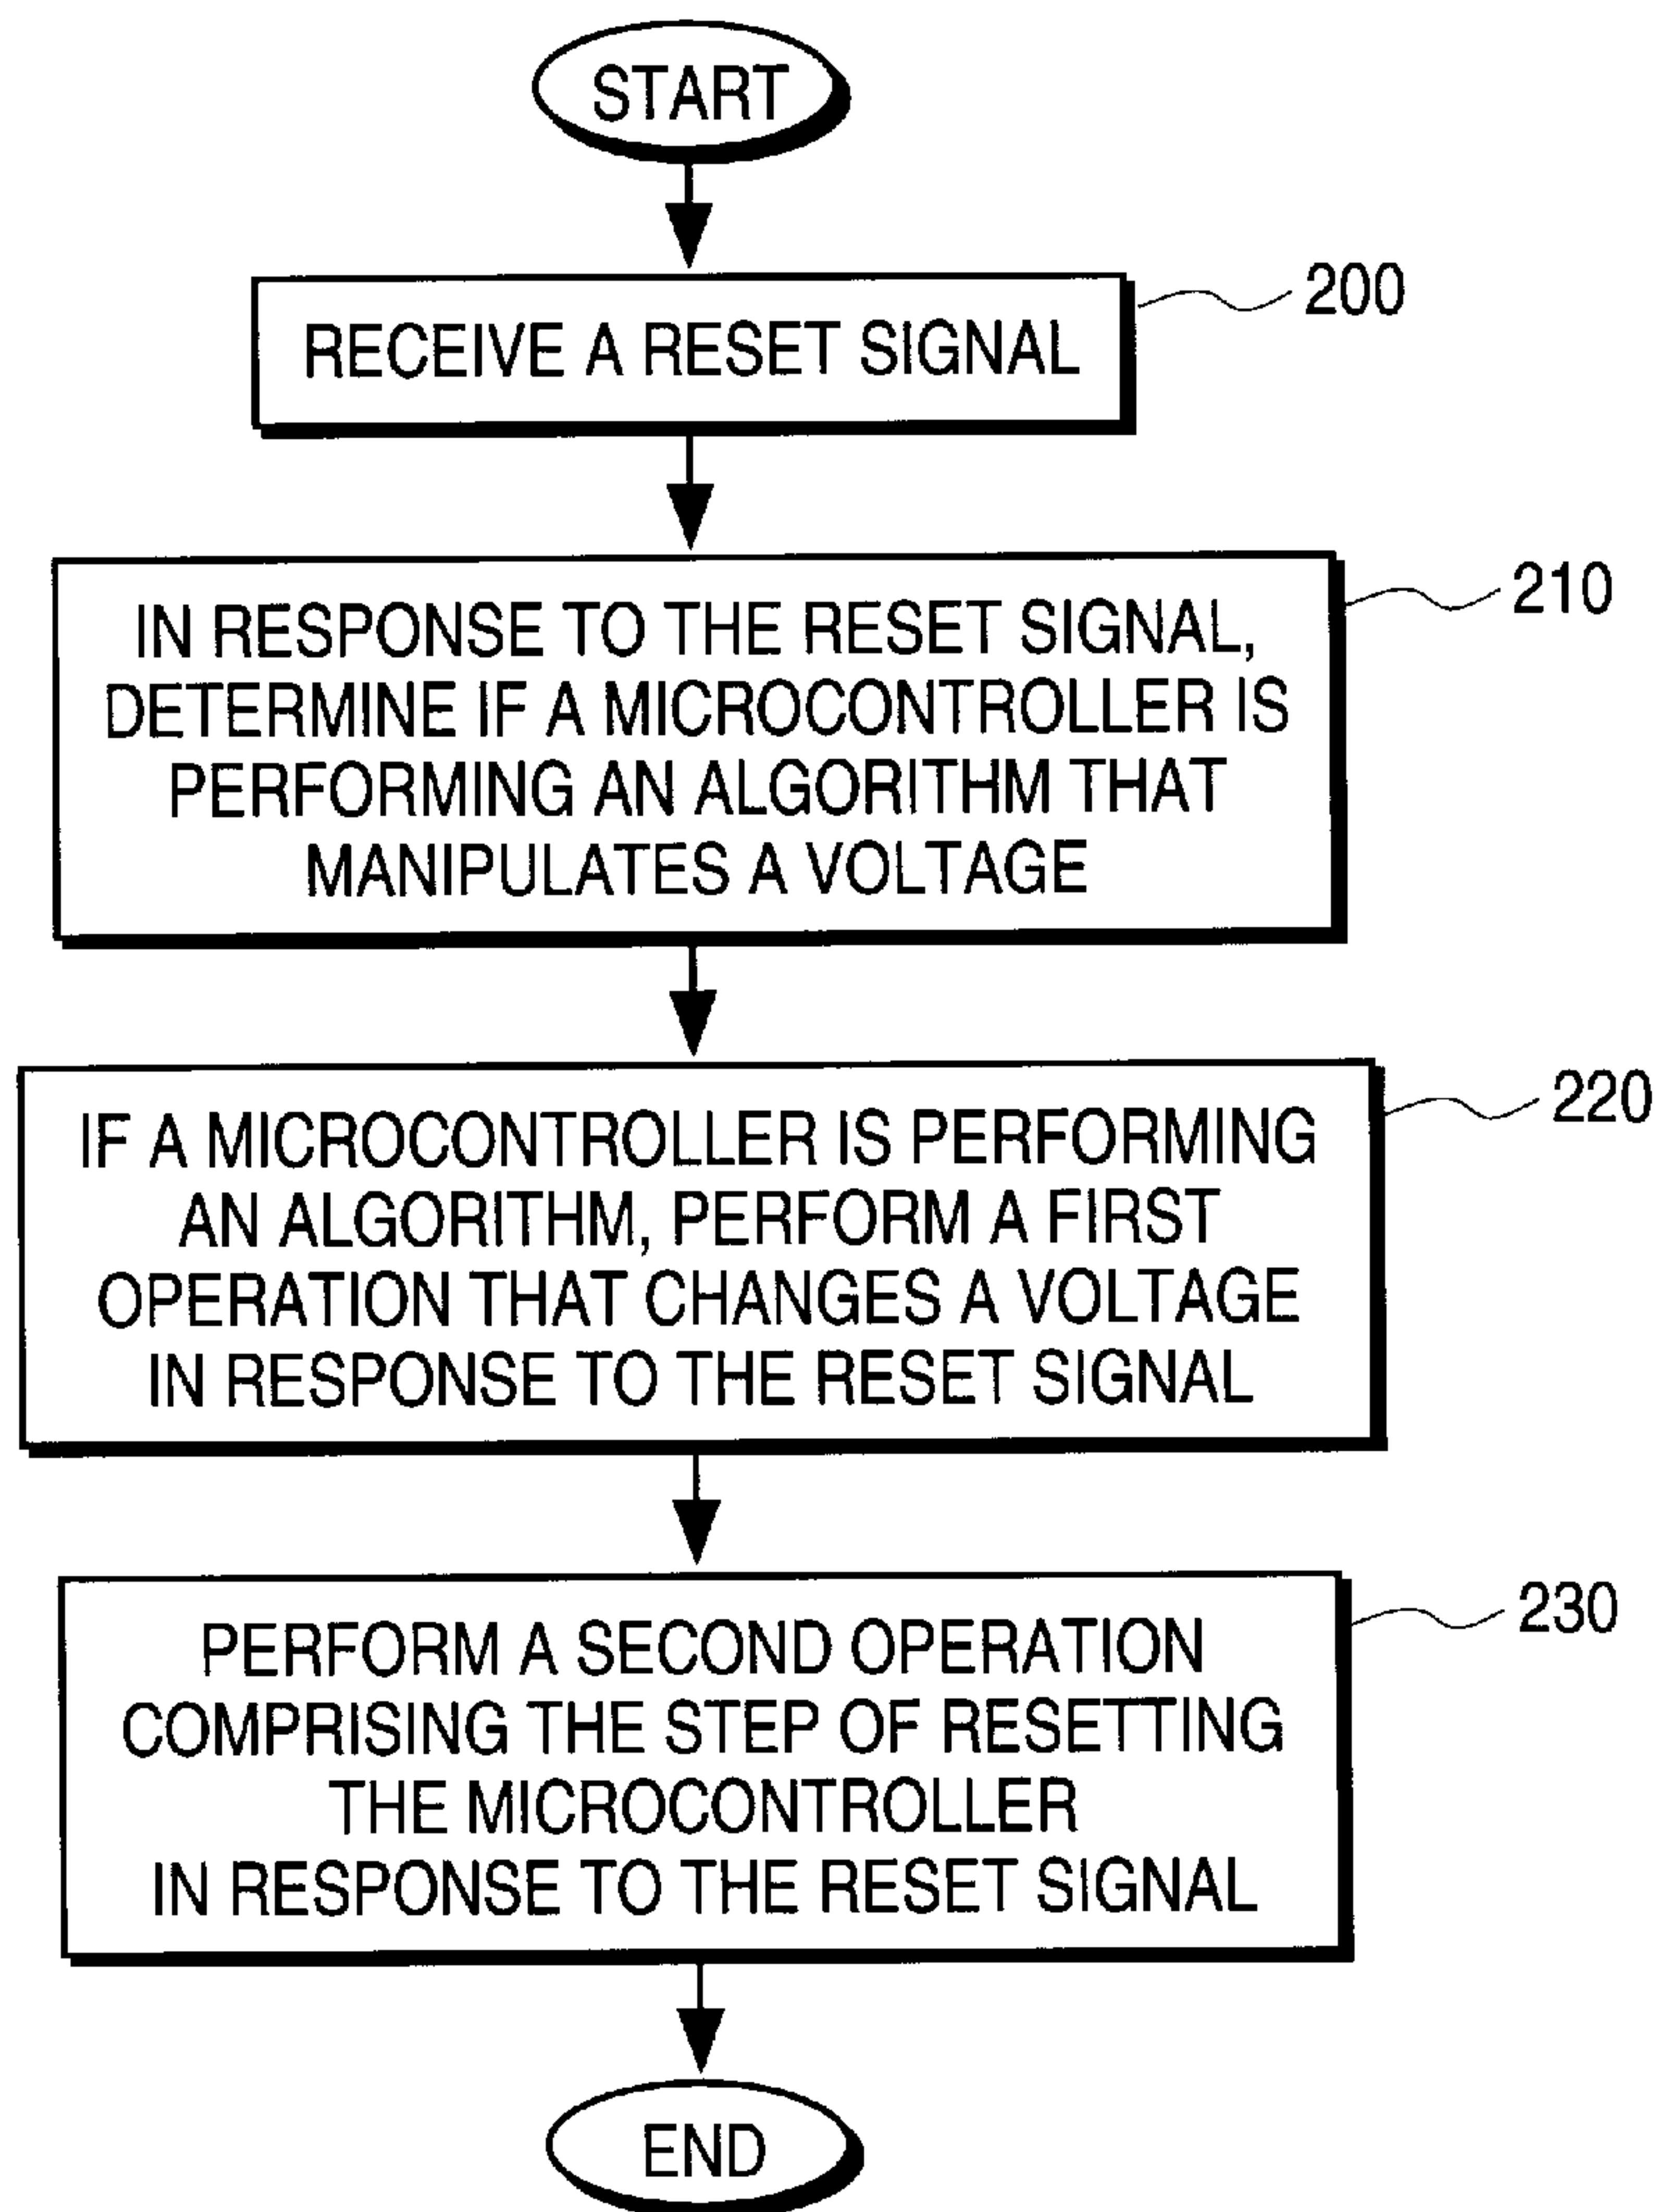 START
RECEIVE A RESET SIGNAL
200
IN RESPONSE TO THE RESET SIGNAL,
DETERMINE IF A MICROCONTROLLER IS
PERFORMING AN ALGORITHM THAT
MANIPULATES A VOLTAGE
210
IF A MICROCONTROLLER IS PERFORMING
AN ALGORITHM, PERFORM A FIRST
OPERATION THAT CHANGES A VOLTAGE
IN RESPONSE TO THE RESET SIGNAL
220
PERFORM A SECOND OPERATION
COMPRISING THE STEP OF RESETTING
THE MICROCONTROLLER
IN RESPONSE TO THE RESET SIGNAL
230
END